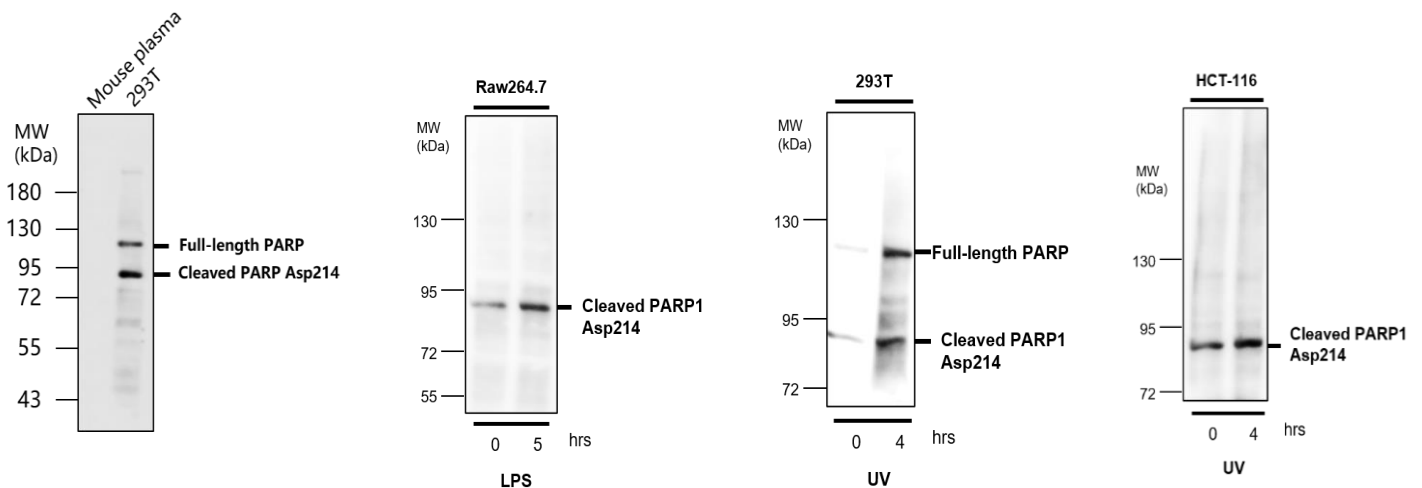 Mouse plasma
293T
MW
(kDa)
180
130
95
72
55
43
Full-length PARP
Cleaved PARP Asp214
Raw264.7
MW
(kDa)
130
95
72
55
Cleaved PARP1
Asp214
0 5 hrs
LPS
293T
MW
(kDa)
130
95
72
Full-length PARP
Cleaved PARP1
Asp214
0 4 hrs
UV
HCT-116
MW
(kDa)
130
95
72
Cleaved PARP1
Asp214
0 4 hrs
UV